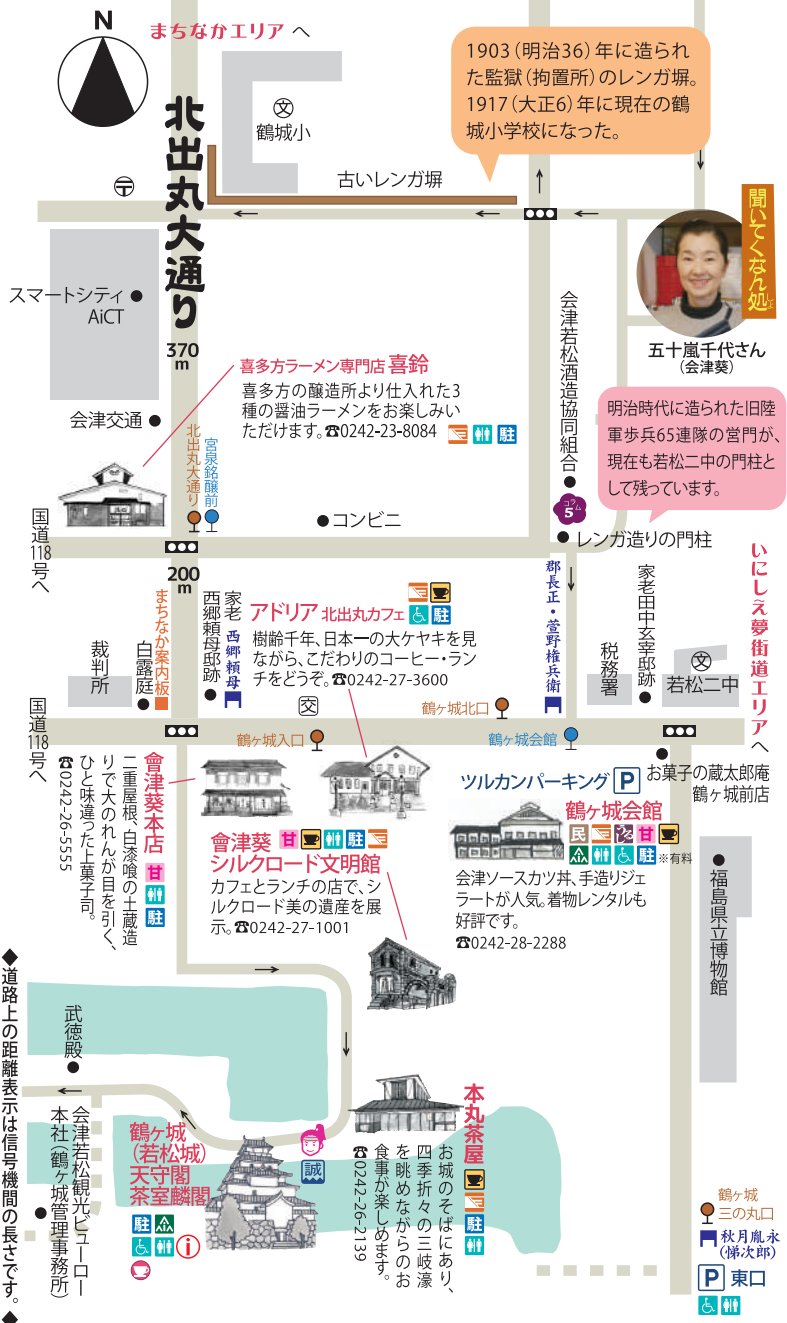 N
まちなかエリア へ
1903（明治36）年に造られ
た監獄（拘置所）のレンガ塀。
1917（大正6）年に現在の鶴
城小学校になった。
文
鶴城小
古いレンガ塀
北出丸大通り
聞いてくなん処
じょ
五十嵐千代さん
（会津葵）
スマートシティ
AiCT
370
m
会津若松酒造協同組合
喜多方ラーメン専門店 喜鈴
喜多方の醸造所より仕入れた3
種の醤油ラーメンをお楽しみい
ただけます。☎0242-23-8084
駐
明治時代に造られた旧陸
軍歩兵65連隊の営門が、
現在も若松二中の門柱と
して残っています。
会津交通
北出丸大通り
宮泉銘醸前
コラム
5
コンビニ
レンガ造りの門柱
国道118号へ
200
m
まちなか案内板
白露庭
裁判所
家老
西郷頼母邸跡
西郷頼母
アドリア 北出丸カフェ
駐
樹齢千年、日本一の大ケヤキを見
ながら、こだわりのコーヒー・ラン
チをどうぞ。☎0242-27-3600
郡長正・萱野権兵衛
税務署
家老田中玄宰邸跡
文
若松二中
いにしえ夢街道エリアへ
国道118号へ
交
鶴ヶ城北口
鶴ヶ城入口
鶴ヶ城会館
お菓子の蔵太郎庵
鶴ヶ城前店
ツルカンパーキング P
會津葵本店
二重屋根、白漆喰の土蔵造
りで大のれんが目を引く、
ひと味違った上菓子司。
☎0242-26-5555
甘
駐
會津葵
シルクロード文明館
甘
駐
カフェとランチの店で、シ
ルクロード美の遺産を展
示。☎0242-27-1001
鶴ヶ城会館
民
うるし
甘
駐
※有料
会津ソースカツ丼、手造りジェ
ラートが人気。着物レンタルも
好評です。
☎0242-28-2288
福島県立博物館
武徳殿
会津若松観光ビューロー
本社（鶴ヶ城管理事務所）
鶴ヶ城
（若松城）
天守閣
茶室麟閣
駐
i
誠
本丸茶屋
お城のそばにあり、
四季折々の三岐濠
を眺めながらのお
食事が楽しめます。
☎0242-26-2139
駐
鶴ヶ城
三の丸口
秋月胤永
（悌次郎）
P 東口
◆道路上の距離表示は信号機間の長さです。◆